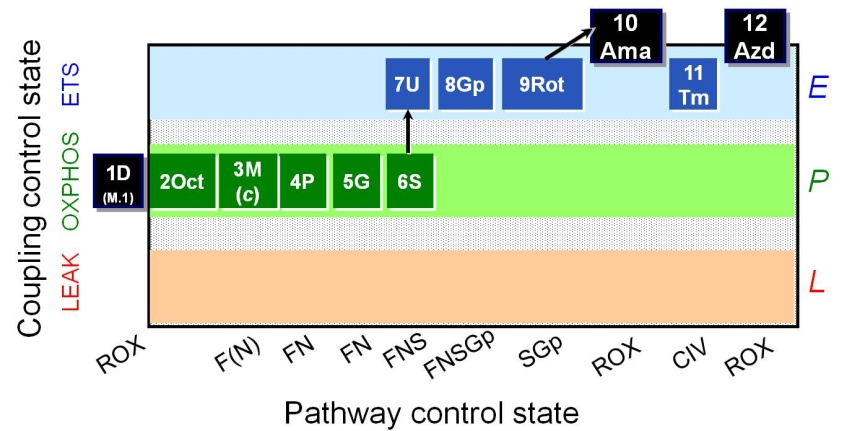 Coupling control state
ETS
OXPHOS
LEAK
10
Ama
12
Azd
7U
8Gp
9Rot
11
Tm
E
1D
(M.1)
2Oct
3M
(c)
4P
5G
6S
P
L
ROX
F(N)
FN
FN
FNS
FNSGp
SGp
ROX
CIV
ROX
Pathway control state